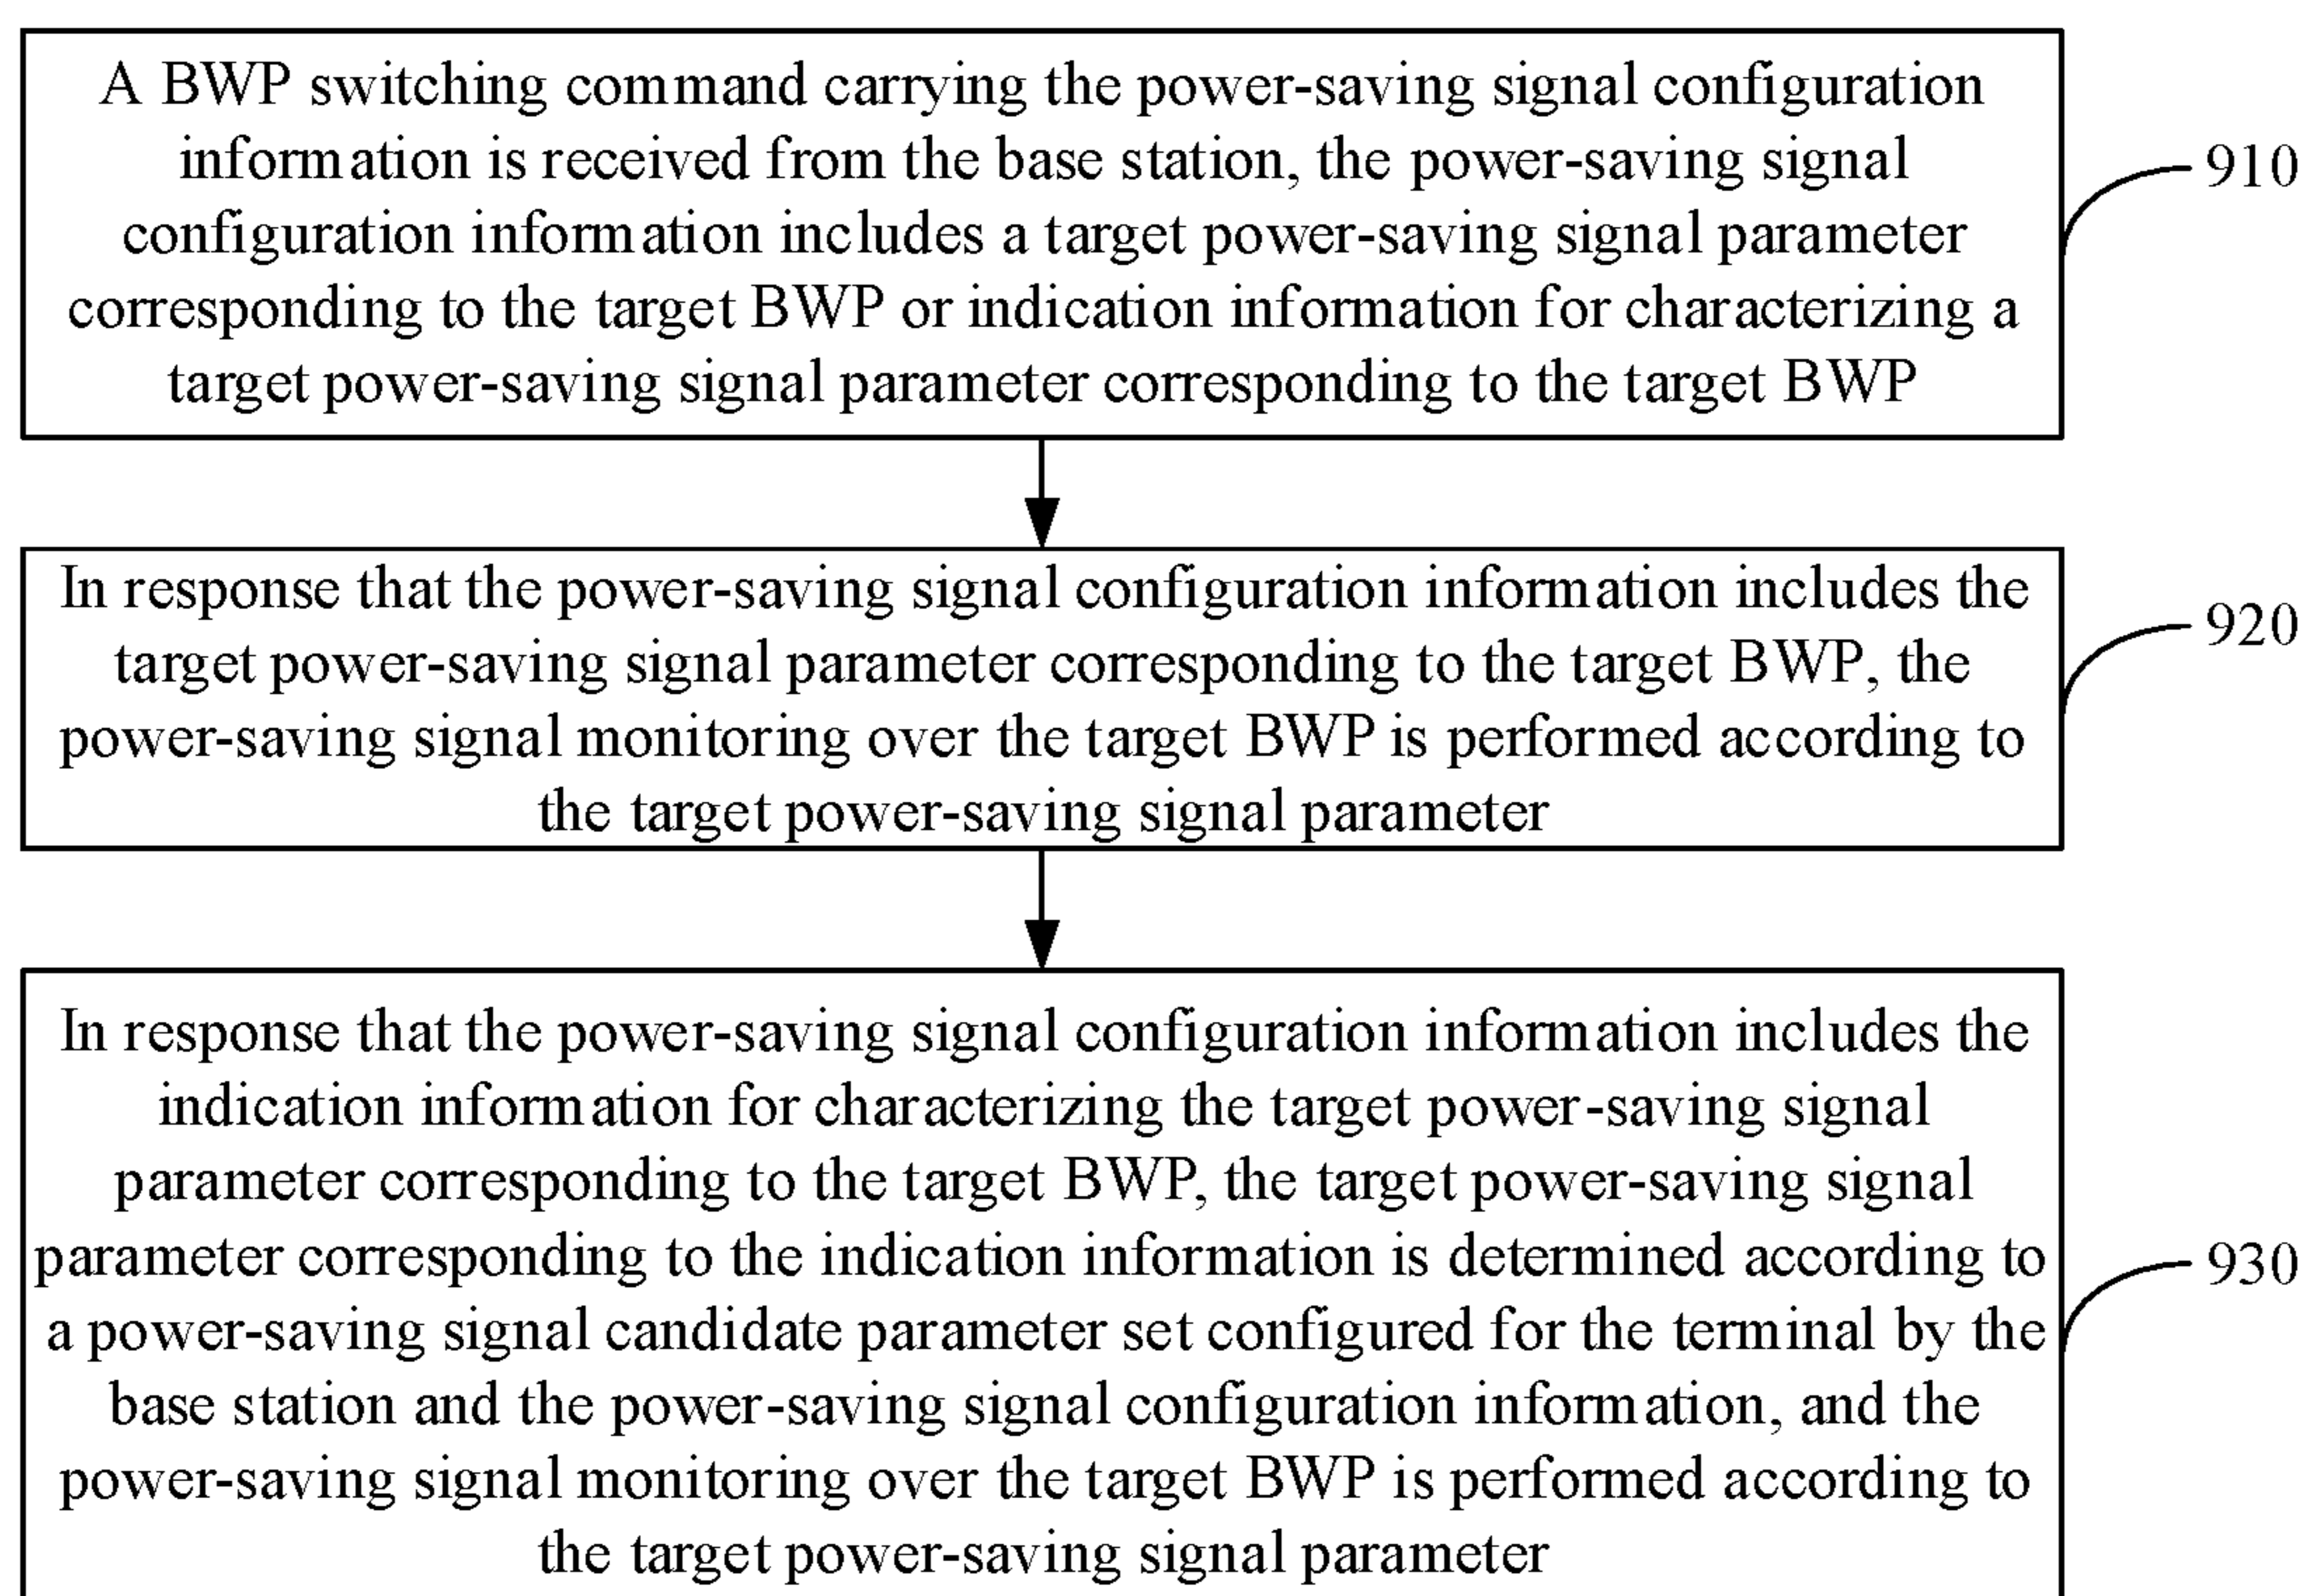 A BWP switching command carrying the power-saving signal configuration
information is received from the base station, the power-saving signal
configuration information includes a target power-saving signal parameter
corresponding to the target BWP or indication information for characterizing a
target power-saving signal parameter corresponding to the target BWP
910
In response that the power-saving signal configuration information includes the
target power-saving signal parameter corresponding to the target BWP, the
power-saving signal monitoring over the target BWP is performed according to
the target power-saving signal parameter
920
In response that the power-saving signal configuration information includes the
indication information for characterizing the target power-saving signal
parameter corresponding to the target BWP, the target power-saving signal
parameter corresponding to the indication information is determined according to
a power-saving signal candidate parameter set configured for the terminal by the
base station and the power-saving signal configuration information, and the
power-saving signal monitoring over the target BWP is performed according to
the target power-saving signal parameter
930